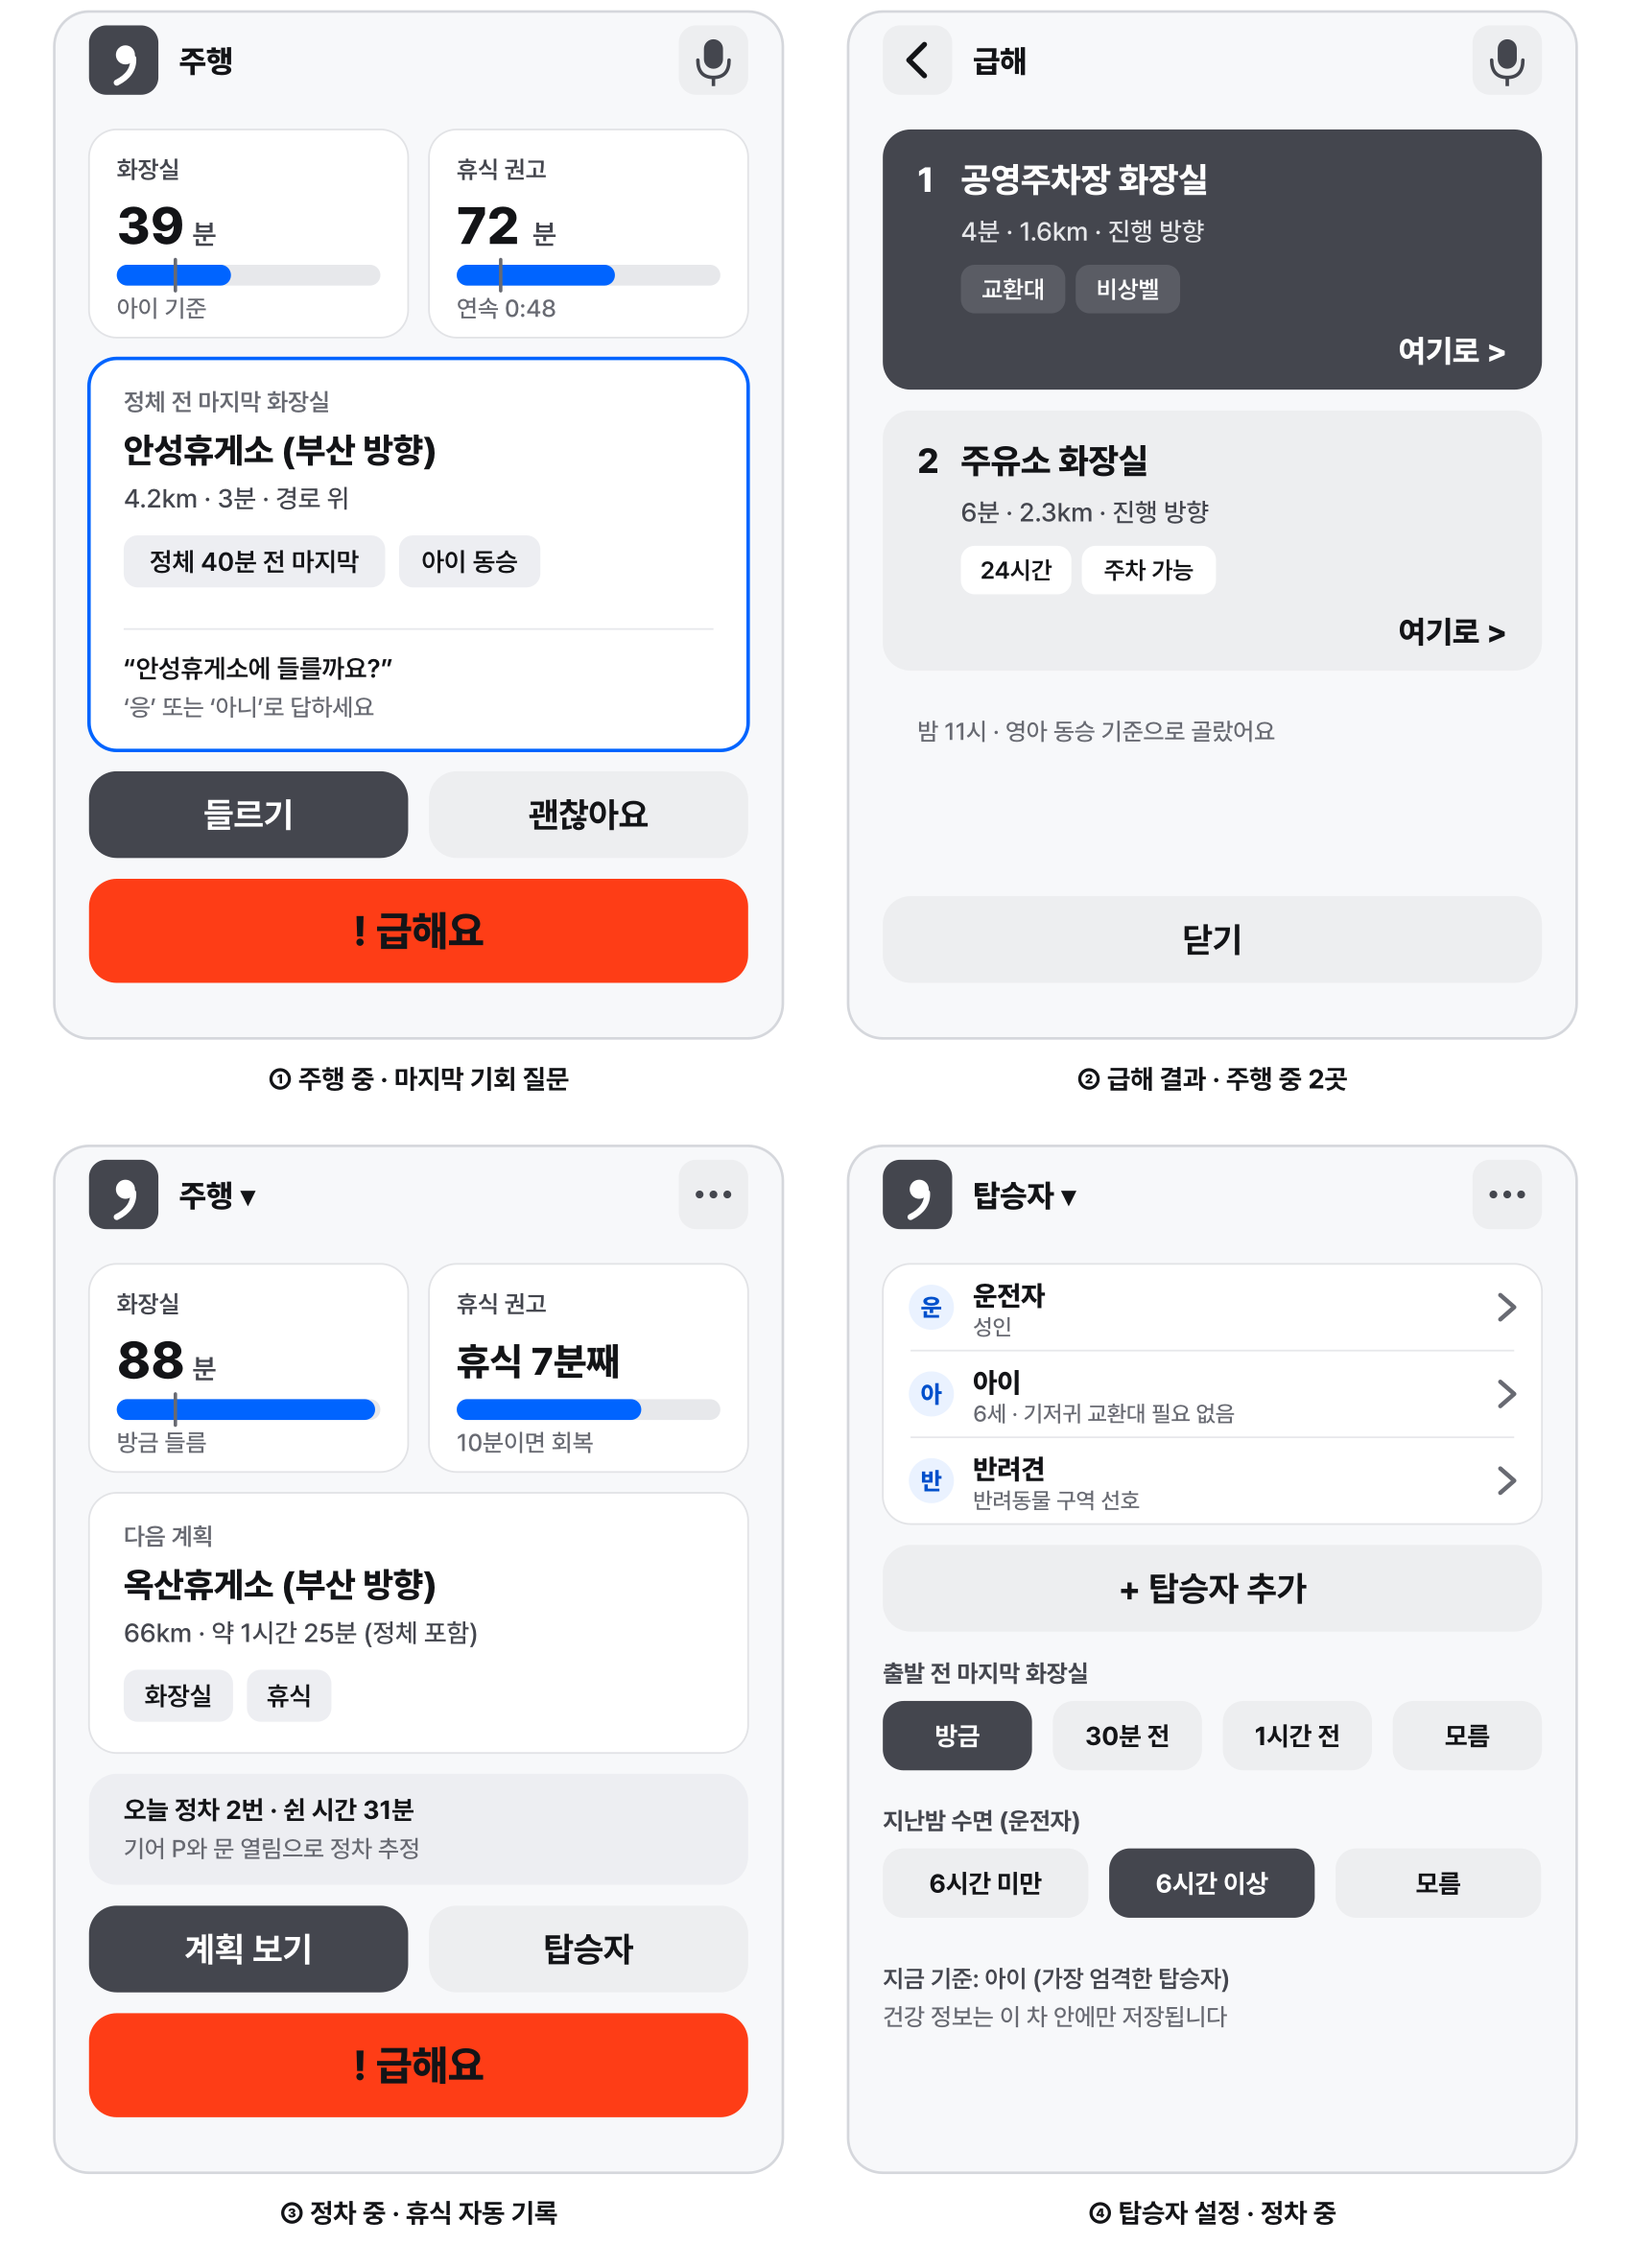 주행
화장실
39 분
아이 기준
휴식 권고
72 분
연속 0:48
정체 전 마지막 화장실
안성휴게소 (부산 방향)
4.2km · 3분 · 경로 위
정체 40분 전 마지막
아이 동승
“안성휴게소에 들를까요?”
‘응’ 또는 ‘아니’로 답하세요
들르기
괜찮아요
! 급해요
① 주행 중 · 마지막 기회 질문
급해
1 공영주차장 화장실
4분 · 1.6km · 진행 방향
교환대
비상벨
여기로 >
2 주유소 화장실
6분 · 2.3km · 진행 방향
24시간
주차 가능
여기로 >
밤 11시 · 영아 동승 기준으로 골랐어요
닫기
② 급해 결과 · 주행 중 2곳
주행 ▾
화장실
88 분
방금 들름
휴식 권고
휴식 7분째
10분이면 회복
다음 계획
옥산휴게소 (부산 방향)
66km · 약 1시간 25분 (정체 포함)
화장실
휴식
오늘 정차 2번 · 쉰 시간 31분
기어 P와 문 열림으로 정차 추정
계획 보기
탑승자
! 급해요
③ 정차 중 · 휴식 자동 기록
탑승자 ▾
운
운전자
성인
아
아이
6세 · 기저귀 교환대 필요 없음
반
반려견
반려동물 구역 선호
+ 탑승자 추가
출발 전 마지막 화장실
방금
30분 전
1시간 전
모름
지난밤 수면 (운전자)
6시간 미만
6시간 이상
모름
지금 기준: 아이 (가장 엄격한 탑승자)
건강 정보는 이 차 안에만 저장됩니다
④ 탑승자 설정 · 정차 중